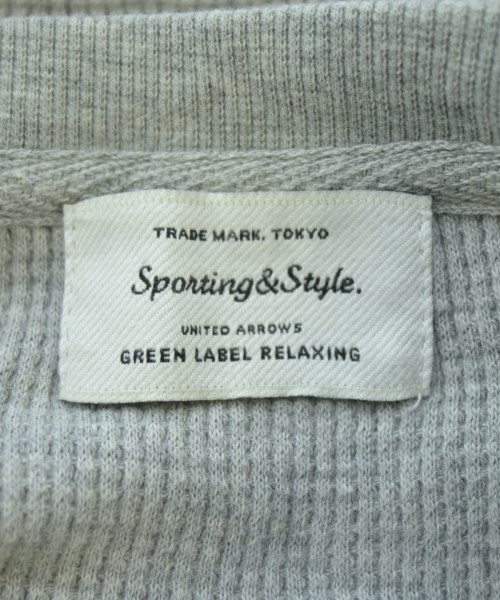 TRADE MARK. TOKYO
Sporting&Style.
UNITED ARROWS
GREEN LABEL RELAXING